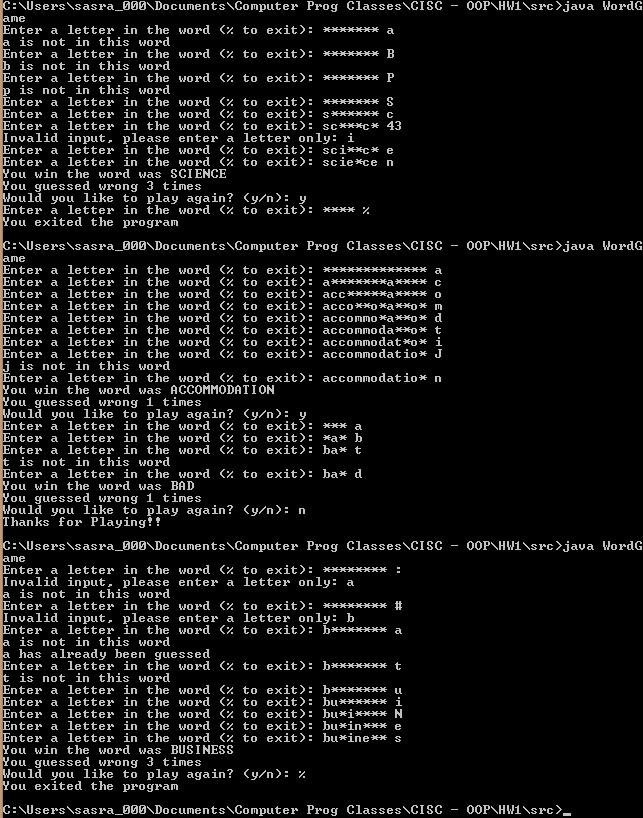 C:\Users\sasra_000\Documents\Computer Prog Classes\CISC - OOP\HW1\src>java WordG
ame
Enter a letter in the word (% to exit): ******* a
a is not in this word
Enter a letter in the word (% to exit): ******* B
b is not in this word
Enter a letter in the word (% to exit): ******* P
p is not in this word
Enter a letter in the word (% to exit): ******* S
Enter a letter in the word (% to exit): s****** c
Enter a letter in the word (% to exit): sc***c* 43
Invalid input, please enter a letter only: i
Enter a letter in the word (% to exit): sci**c* e
Enter a letter in the word (% to exit): scie*ce n
You win the word was SCIENCE
You guessed wrong 3 times
Would you like to play again? (y/n): y
Enter a letter in the word (% to exit): **** %
You exited the program
C:\Users\sasra_000\Documents\Computer Prog Classes\CISC - OOP\HW1\src>java WordG
ame
Enter a letter in the word (% to exit): ************* a
Enter a letter in the word (% to exit): a*******a**** c
Enter a letter in the word (% to exit): acc*****a**** o
Enter a letter in the word (% to exit): acco**o*a**o* m
Enter a letter in the word (% to exit): accommo*a**o* d
Enter a letter in the word (% to exit): accommoda**o* t
Enter a letter in the word (% to exit): accommodat*o* i
Enter a letter in the word (% to exit): accommodatio* J
j is not in this word
Enter a letter in the word (% to exit): accommodatio* n
You win the word was ACCOMMODATION
You guessed wrong 1 times
Would you like to play again? (y/n): y
Enter a letter in the word (% to exit): *** a
Enter a letter in the word (% to exit): *a* b
Enter a letter in the word (% to exit): ba* t
t is not in this word
Enter a letter in the word (% to exit): ba* d
You win the word was BAD
You guessed wrong 1 times
Would you like to play again? (y/n): n
Thanks for Playing!!
C:\Users\sasra_000\Documents\Computer Prog Classes\CISC - OOP\HW1\src>java WordG
ame
Enter a letter in the word (% to exit): ******** :
Invalid input, please enter a letter only: a
a is not in this word
Enter a letter in the word (% to exit): ******** #
Invalid input, please enter a letter only: b
Enter a letter in the word (% to exit): b******* a
a is not in this word
a has already been guessed
Enter a letter in the word (% to exit): b******* t
t is not in this word
Enter a letter in the word (% to exit): b******* u
Enter a letter in the word (% to exit): bu****** i
Enter a letter in the word (% to exit): bu*i**** N
Enter a letter in the word (% to exit): bu*in*** e
Enter a letter in the word (% to exit): bu*ine** s
You win the word was BUSINESS
You guessed wrong 3 times
Would you like to play again? (y/n): %
You exited the program
C:\Users\sasra_000\Documents\Computer Prog Classes\CISC - OOP\HW1\src>_